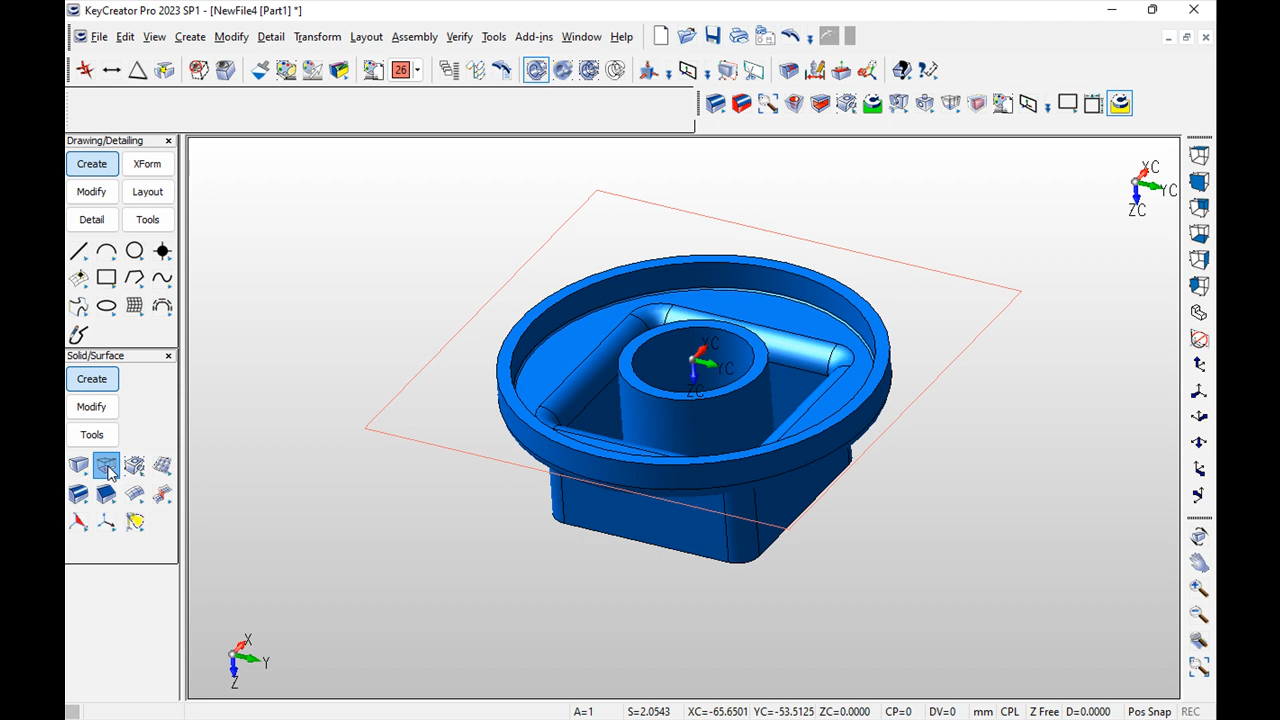 KeyCreator Pro 2023 SP1 - [NewFile4 [Part1] *]
File Edit View Create Modify Detail Transform Layout Assembly Verify Tools Add-ins Window Help
26
Drawing/Detailing
Create XForm
Modify Layout
Detail Tools
Solid/Surface
Create
Modify
Tools
XC
YC
ZC
XC
YC
ZC
X
Y
Z
A=1 S=2.0543 XC=-65.6501 YC=-53.5125 ZC=0.0000 CP=0 DV=0 mm CPL Z Free D=0.0000 Pos Snap REC